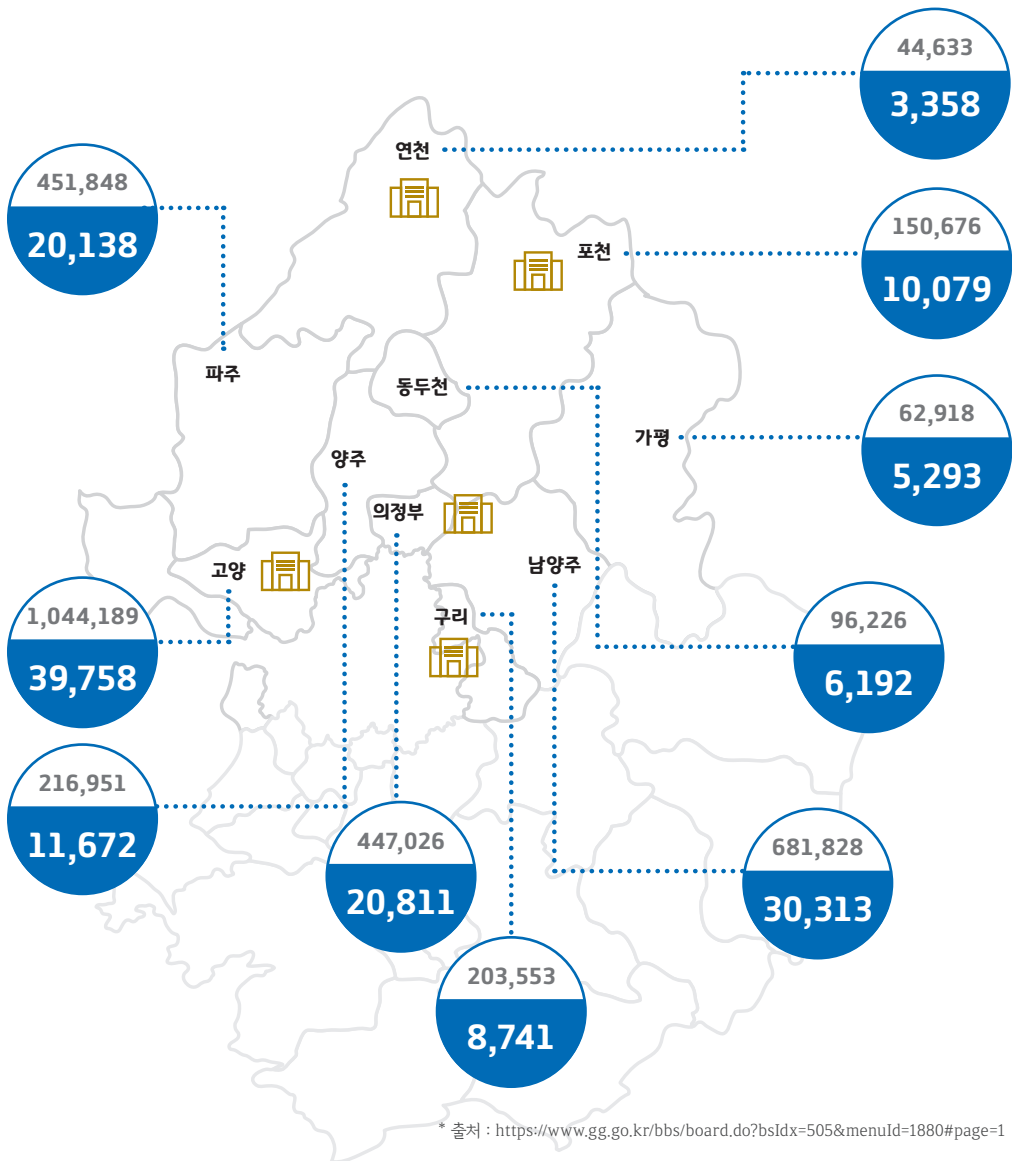 44,633
3,358
연천
451,848
20,138
150,676
10,079
포천
파주
동두천
62,918
5,293
가평
양주
의정부
고양
남양주
구리
1,044,189
39,758
96,226
6,192
216,951
11,672
447,026
20,811
681,828
30,313
203,553
8,741
* 출처 : https://www.gg.go.kr/bbs/board.do?bsIdx=505&menuId=1880#page=1